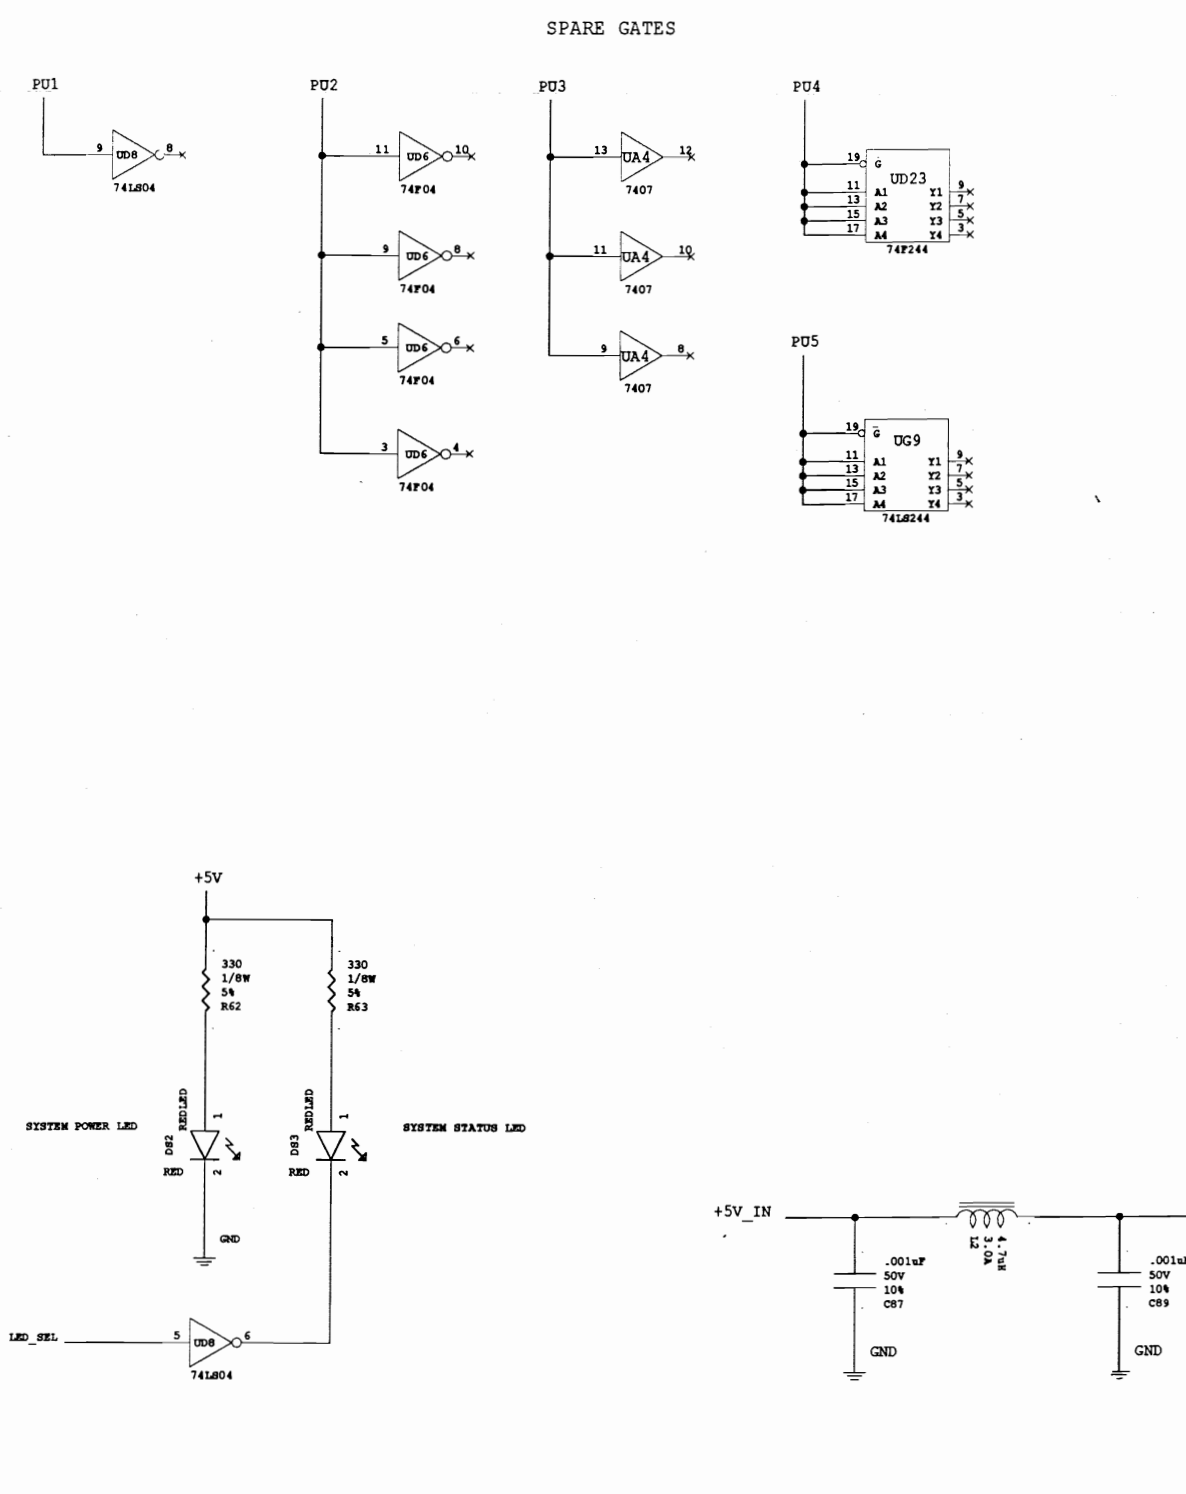 SPARE GATES
PU1
9 UD8 8
74LS04
PU2
11 UD6 10
74F04
9 UD6 8
74F04
5 UD6 6
74F04
3 UD6 4
74F04
PU3
13 UA4 12
7407
11 UA4 10
7407
9 UA4 8
7407
PU4
19 G
UD23
11 A1 Y1 9
13 A2 Y2 7
15 A3 Y3 5
17 A4 Y4 3
74F244
PU5
19 G
UG9
11 A1 Y1 9
13 A2 Y2 7
15 A3 Y3 5
17 A4 Y4 3
74LS244
+5V
330
1/8W
5%
R62
330
1/8W
5%
R63
SYSTEM POWER LED
REDLED
DS2
RED
1
2
GND
REDLED
DS3
RED
1
2
SYSTEM STATUS LED
LED_SEL
5 UD8 6
74LS04
+5V_IN
4.7uH
3.0A
L2
.001uF
50V
10%
C87
GND
.001u
50V
10%
C89
GND